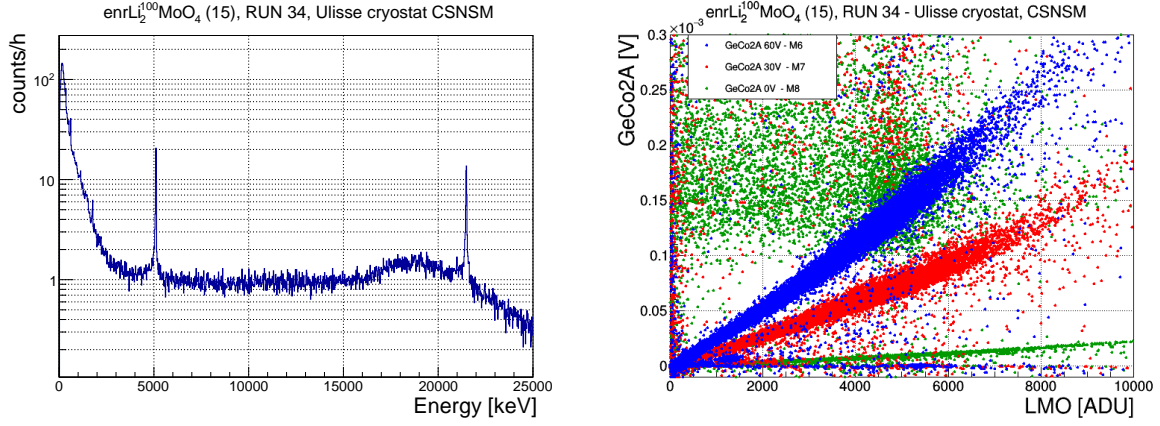 enrLi₂¹⁰⁰MoO₄ (15), RUN 34, Ulisse cryostat CSNSM
counts/h
10²
10
1
0 5000 10000 15000 20000 25000
Energy [keV]
enrLi₂¹⁰⁰MoO₄ (15), RUN 34 - Ulisse cryostat, CSNSM
×10⁻³
GeCo2A [V]
GeCo2A 60V - M6
GeCo2A 30V - M7
GeCo2A 0V - M8
0.3
0.25
0.2
0.15
0.1
0.05
0
0 2000 4000 6000 8000 10000
LMO [ADU]